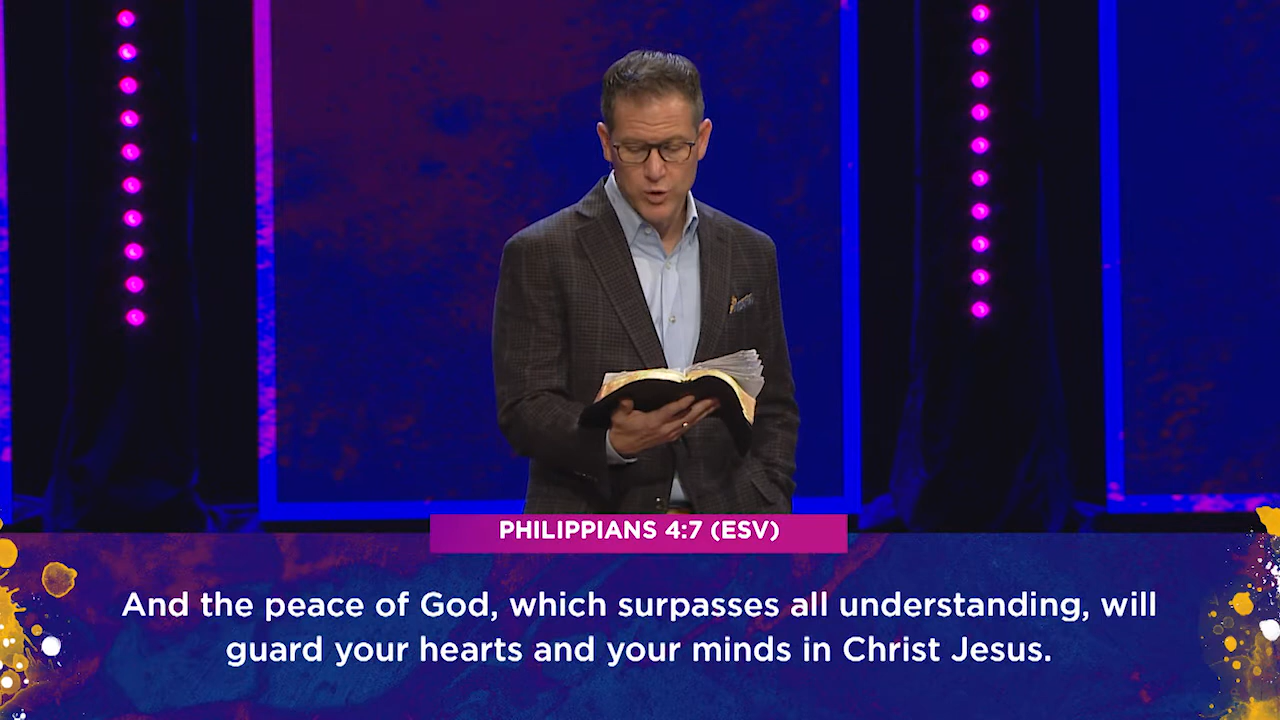 PHILIPPIANS 4:7 (ESV)
And the peace of God, which surpasses all understanding, will
guard your hearts and your minds in Christ Jesus.